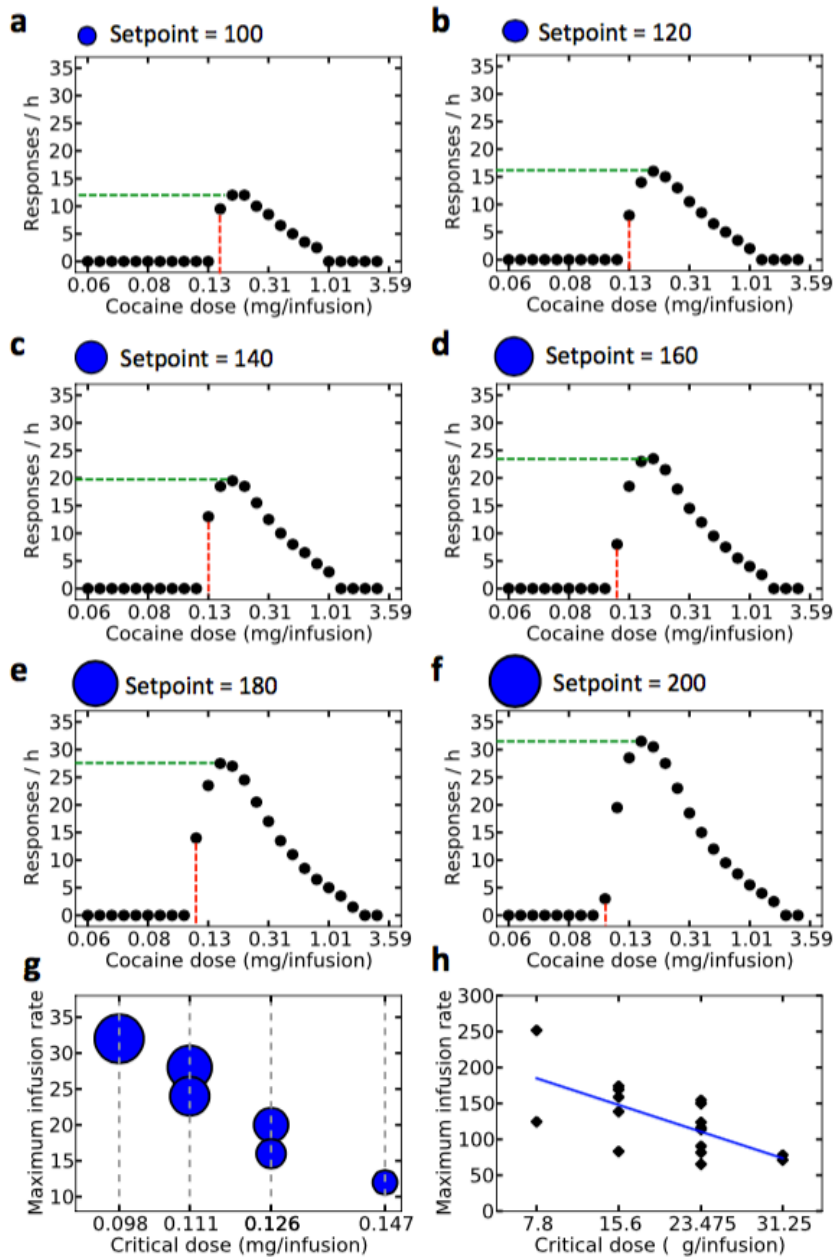 a Setpoint = 100
b Setpoint = 120
35
30
25
20
15
10
5
0
Responses / h
0.06 0.08 0.13 0.31 1.01 3.59
Cocaine dose (mg/infusion)
35
30
25
20
15
10
5
0
Responses / h
0.06 0.08 0.13 0.31 1.01 3.59
Cocaine dose (mg/infusion)
c Setpoint = 140
d Setpoint = 160
35
30
25
20
15
10
5
0
Responses / h
0.06 0.08 0.13 0.31 1.01 3.59
Cocaine dose (mg/infusion)
35
30
25
20
15
10
5
0
Responses / h
0.06 0.08 0.13 0.31 1.01 3.59
Cocaine dose (mg/infusion)
e Setpoint = 180
f Setpoint = 200
35
30
25
20
15
10
5
0
Responses / h
0.06 0.08 0.13 0.31 1.01 3.59
Cocaine dose (mg/infusion)
35
30
25
20
15
10
5
0
Responses / h
0.06 0.08 0.13 0.31 1.01 3.59
Cocaine dose (mg/infusion)
g
35
30
25
20
15
10
Maximum infusion rate
0.098 0.111 0.126 0.147
Critical dose (mg/infusion)
h
300
250
200
150
100
50
0
Maximum infusion rate
7.8 15.6 23.475 31.25
Critical dose ( g/infusion)